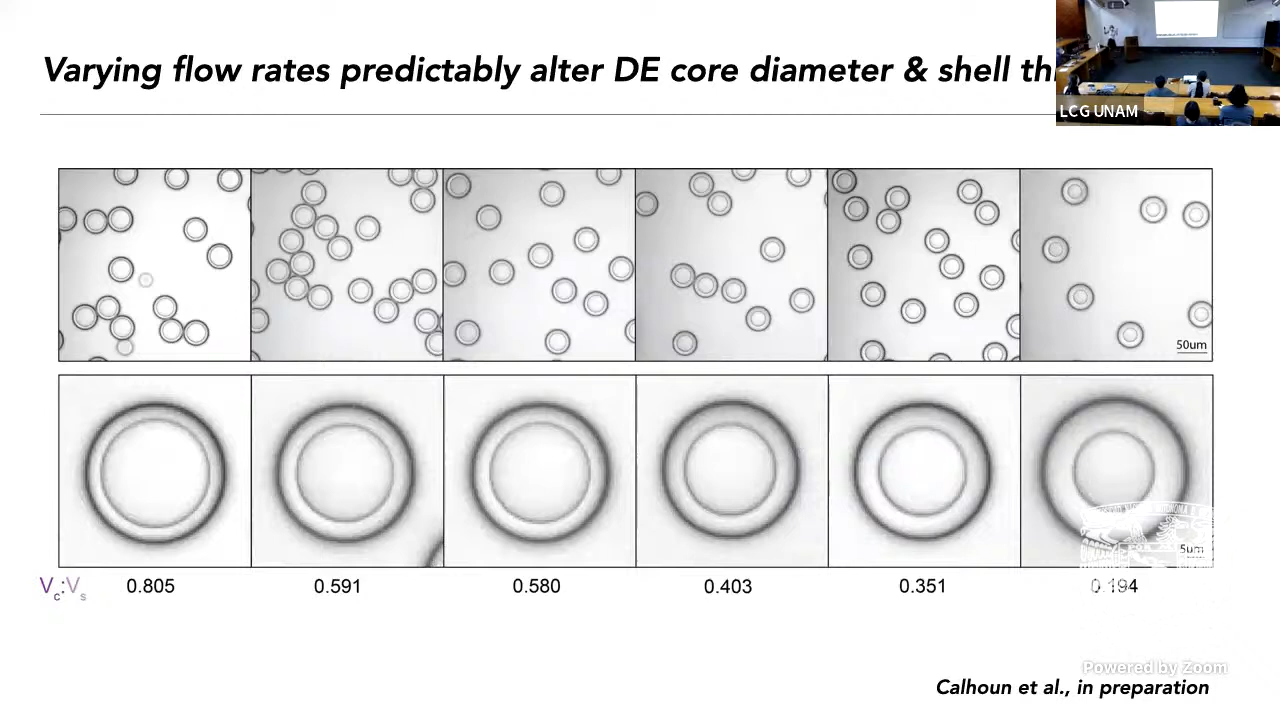 Varying flow rates predictably alter DE core diameter & shell
LCG UNAM
50um
5um
Vc:Vs 0.805 0.591 0.580 0.403 0.351 0.194
Powered by Zoom
Calhoun et al., in preparation